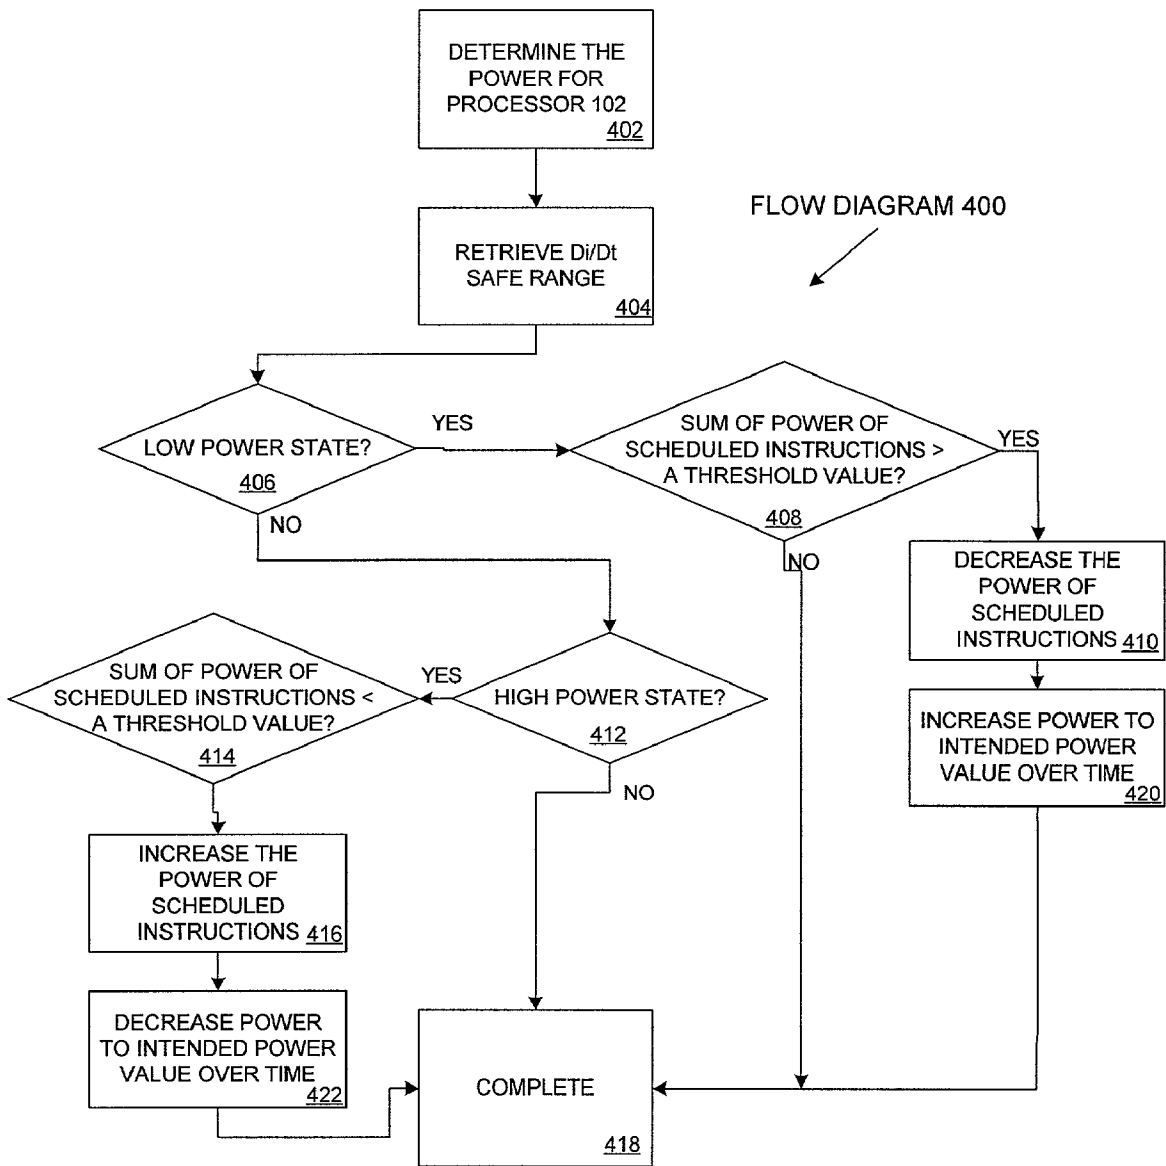 DETERMINE THE
POWER FOR
PROCESSOR 102
402
FLOW DIAGRAM 400
RETRIEVE Di/Dt
SAFE RANGE
404
LOW POWER STATE?
406
YES
NO
SUM OF POWER OF
SCHEDULED INSTRUCTIONS >
A THRESHOLD VALUE?
408
YES
NO
DECREASE THE
POWER OF
SCHEDULED
INSTRUCTIONS 410
INCREASE POWER TO
INTENDED POWER
VALUE OVER TIME
420
HIGH POWER STATE?
412
YES
NO
SUM OF POWER OF
SCHEDULED INSTRUCTIONS <
A THRESHOLD VALUE?
414
INCREASE THE
POWER OF
SCHEDULED
INSTRUCTIONS 416
DECREASE POWER
TO INTENDED POWER
VALUE OVER TIME
422
COMPLETE
418